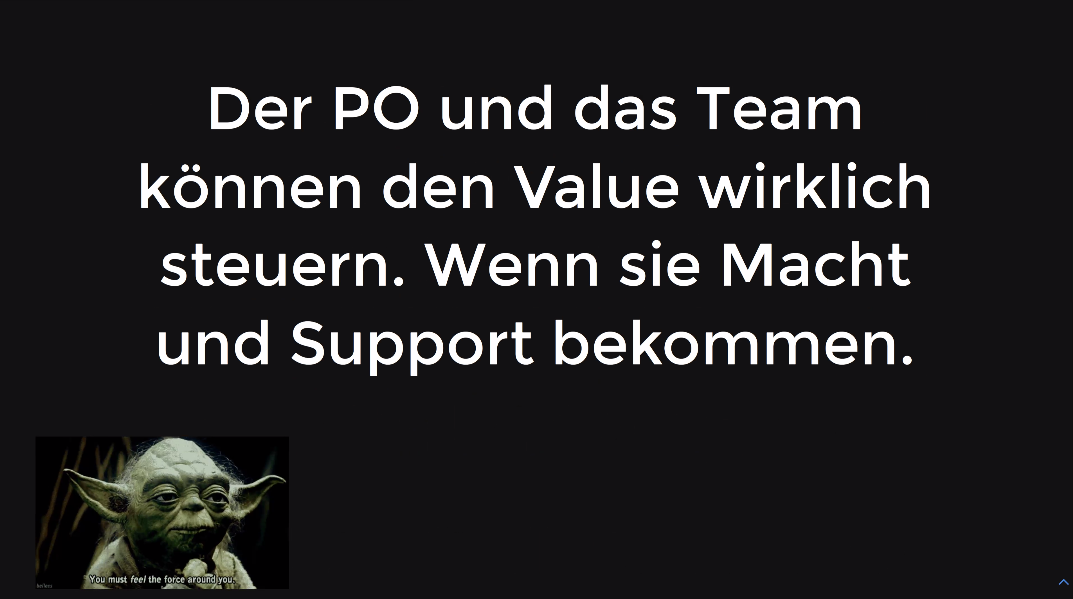 Der PO und das Team
können den Value wirklich
steuern. Wenn sie Macht
und Support bekommen.
You must feel the force around you.